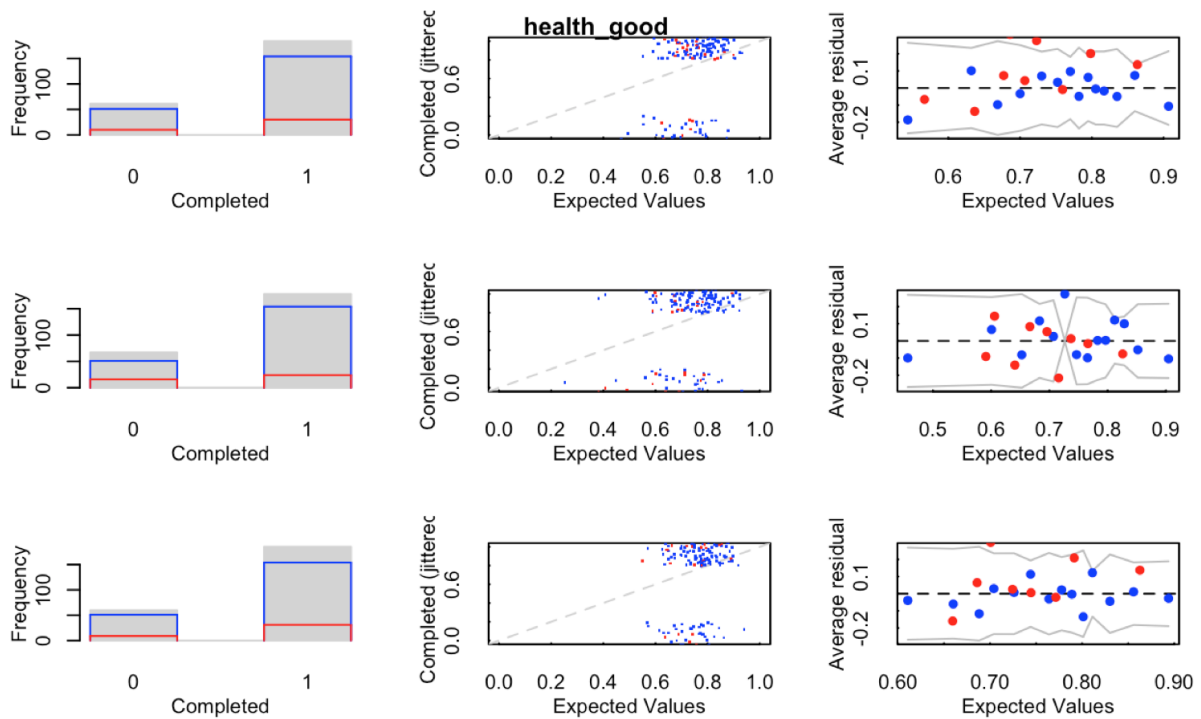 health_good
Frequency
0 100
0 1
Completed
Completed (jittered
0.0 0.6
0.0 0.2 0.4 0.6 0.8 1.0
Expected Values
Average residual
-0.2 0.1
0.6 0.7 0.8 0.9
Expected Values
Frequency
0 100
0 1
Completed
Completed (jittered
0.0 0.6
0.0 0.2 0.4 0.6 0.8 1.0
Expected Values
Average residual
-0.2 0.1
0.5 0.6 0.7 0.8 0.9
Expected Values
Frequency
0 100
0 1
Completed
Completed (jittered
0.0 0.6
0.0 0.2 0.4 0.6 0.8 1.0
Expected Values
Average residual
-0.2 0.1
0.60 0.70 0.80 0.90
Expected Values